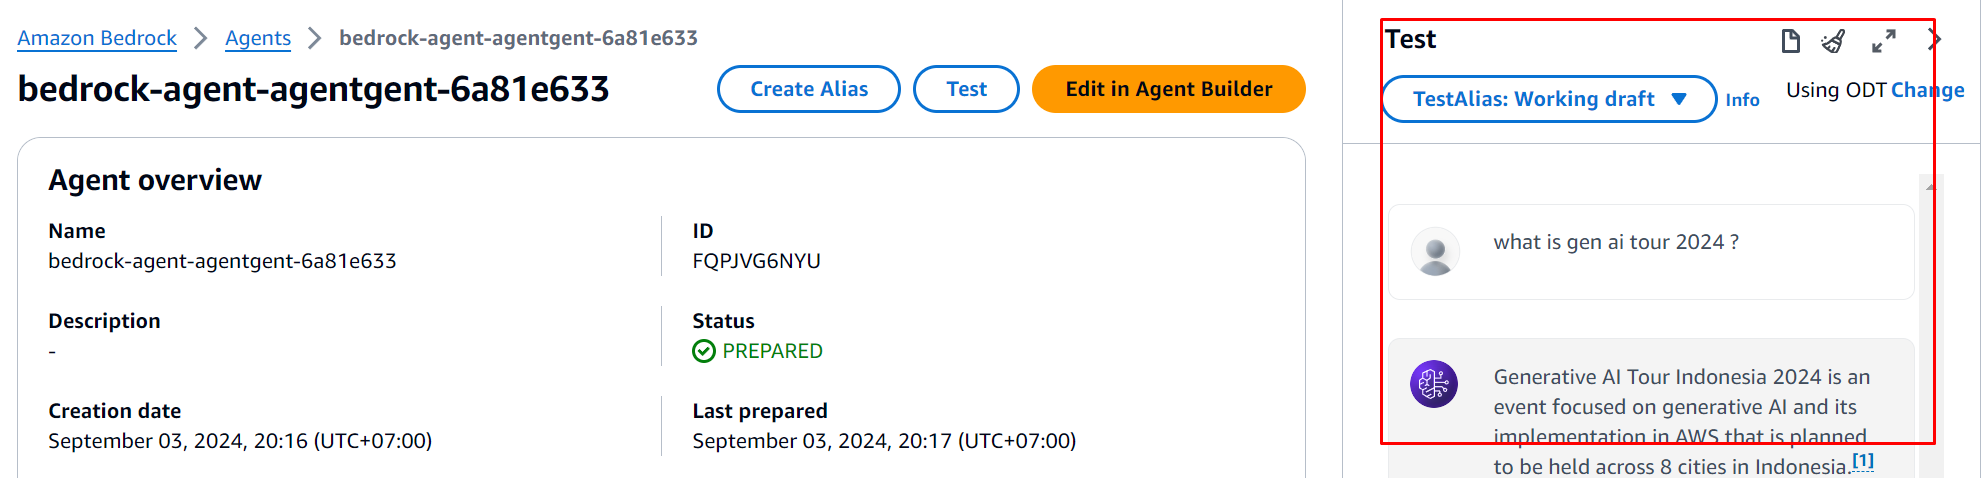 Amazon Bedrock > Agents > bedrock-agent-agentgent-6a81e633
bedrock-agent-agentgent-6a81e633
Create Alias
Test
Edit in Agent Builder
Agent overview
Name
bedrock-agent-agentgent-6a81e633
ID
FQPJVG6NYU
Description
-
Status
PREPARED
Creation date
September 03, 2024, 20:16 (UTC+07:00)
Last prepared
September 03, 2024, 20:17 (UTC+07:00)
Test
TestAlias: Working draft
Info
Using ODT Change
what is gen ai tour 2024 ?
Generative AI Tour Indonesia 2024 is an
event focused on generative AI and its
implementation in AWS that is planned
to be held across 8 cities in Indonesia.[1]